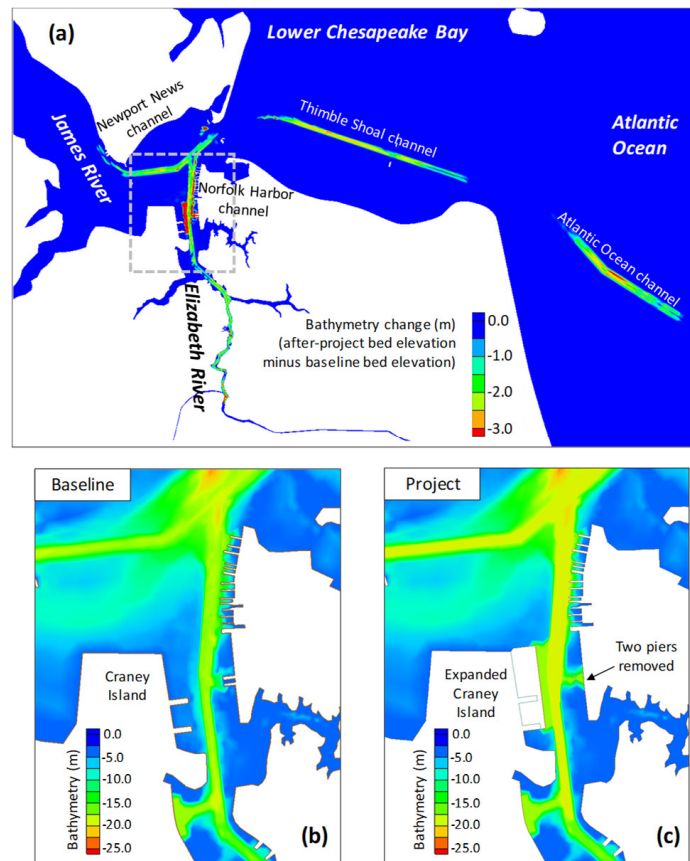 (a)
Lower Chesapeake Bay
Newport News
channel
James River
Thimble Shoal channel
Atlantic
Ocean
Norfolk Harbor
channel
Atlantic Ocean channel
Elizabeth River
Bathymetry change (m)
(after-project bed elevation
minus baseline bed elevation)
0.0
-1.0
-2.0
-3.0
Baseline
Craney
Island
Bathymetry (m)
0.0
-5.0
-10.0
-15.0
-20.0
-25.0
(b)
Project
Two piers
removed
Expanded
Craney
Island
Bathymetry (m)
0.0
-5.0
-10.0
-15.0
-20.0
-25.0
(c)